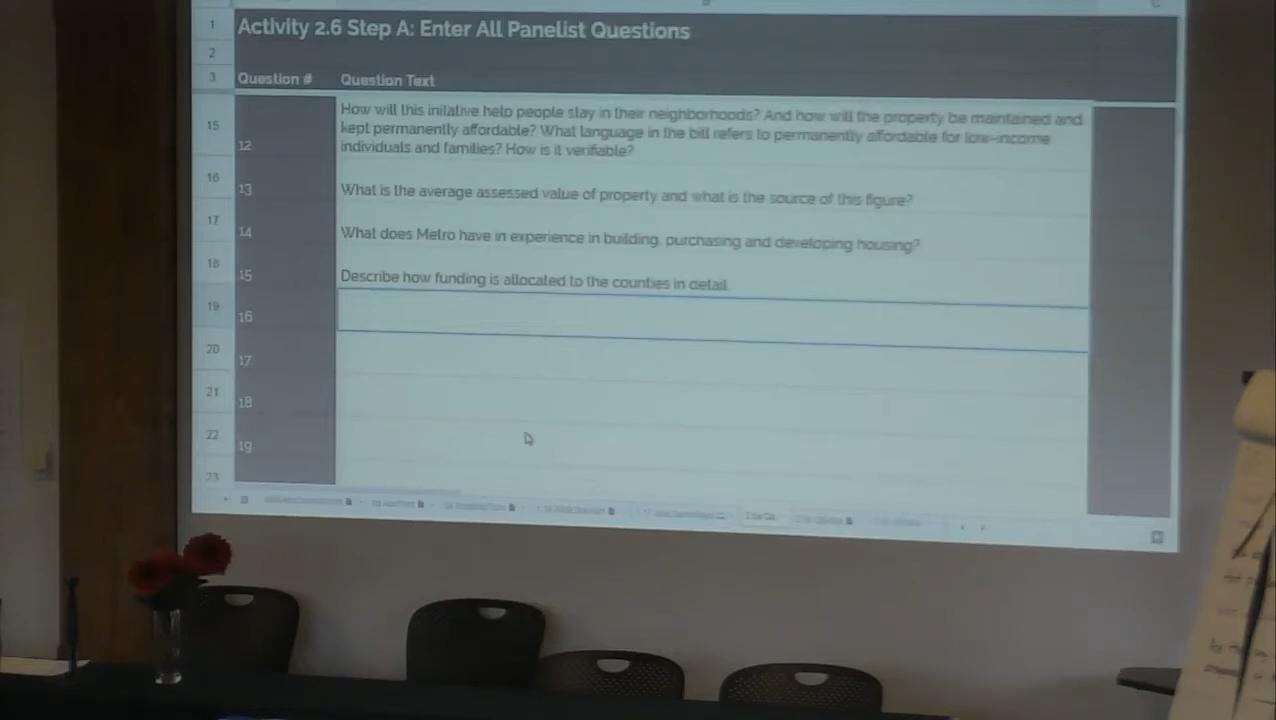 1 Activity 2.6 Step A: Enter All Panelist Questions
2
3 Question # Question Text
15 12 How will this initative help people stay in their neighborhoods? And how will the property be maintained and
kept permanently affordable? What language in the bill refers to permanently affordable for low-income
individuals and families? How is it verifiable?
16 13 What is the average assessed value of property and what is the source of this figure?
17 14 What does Metro have in experience in building, purchasing and developing housing?
18 15 Describe how funding is allocated to the counties in detail
19 16
20 17
21 18
22 19
23